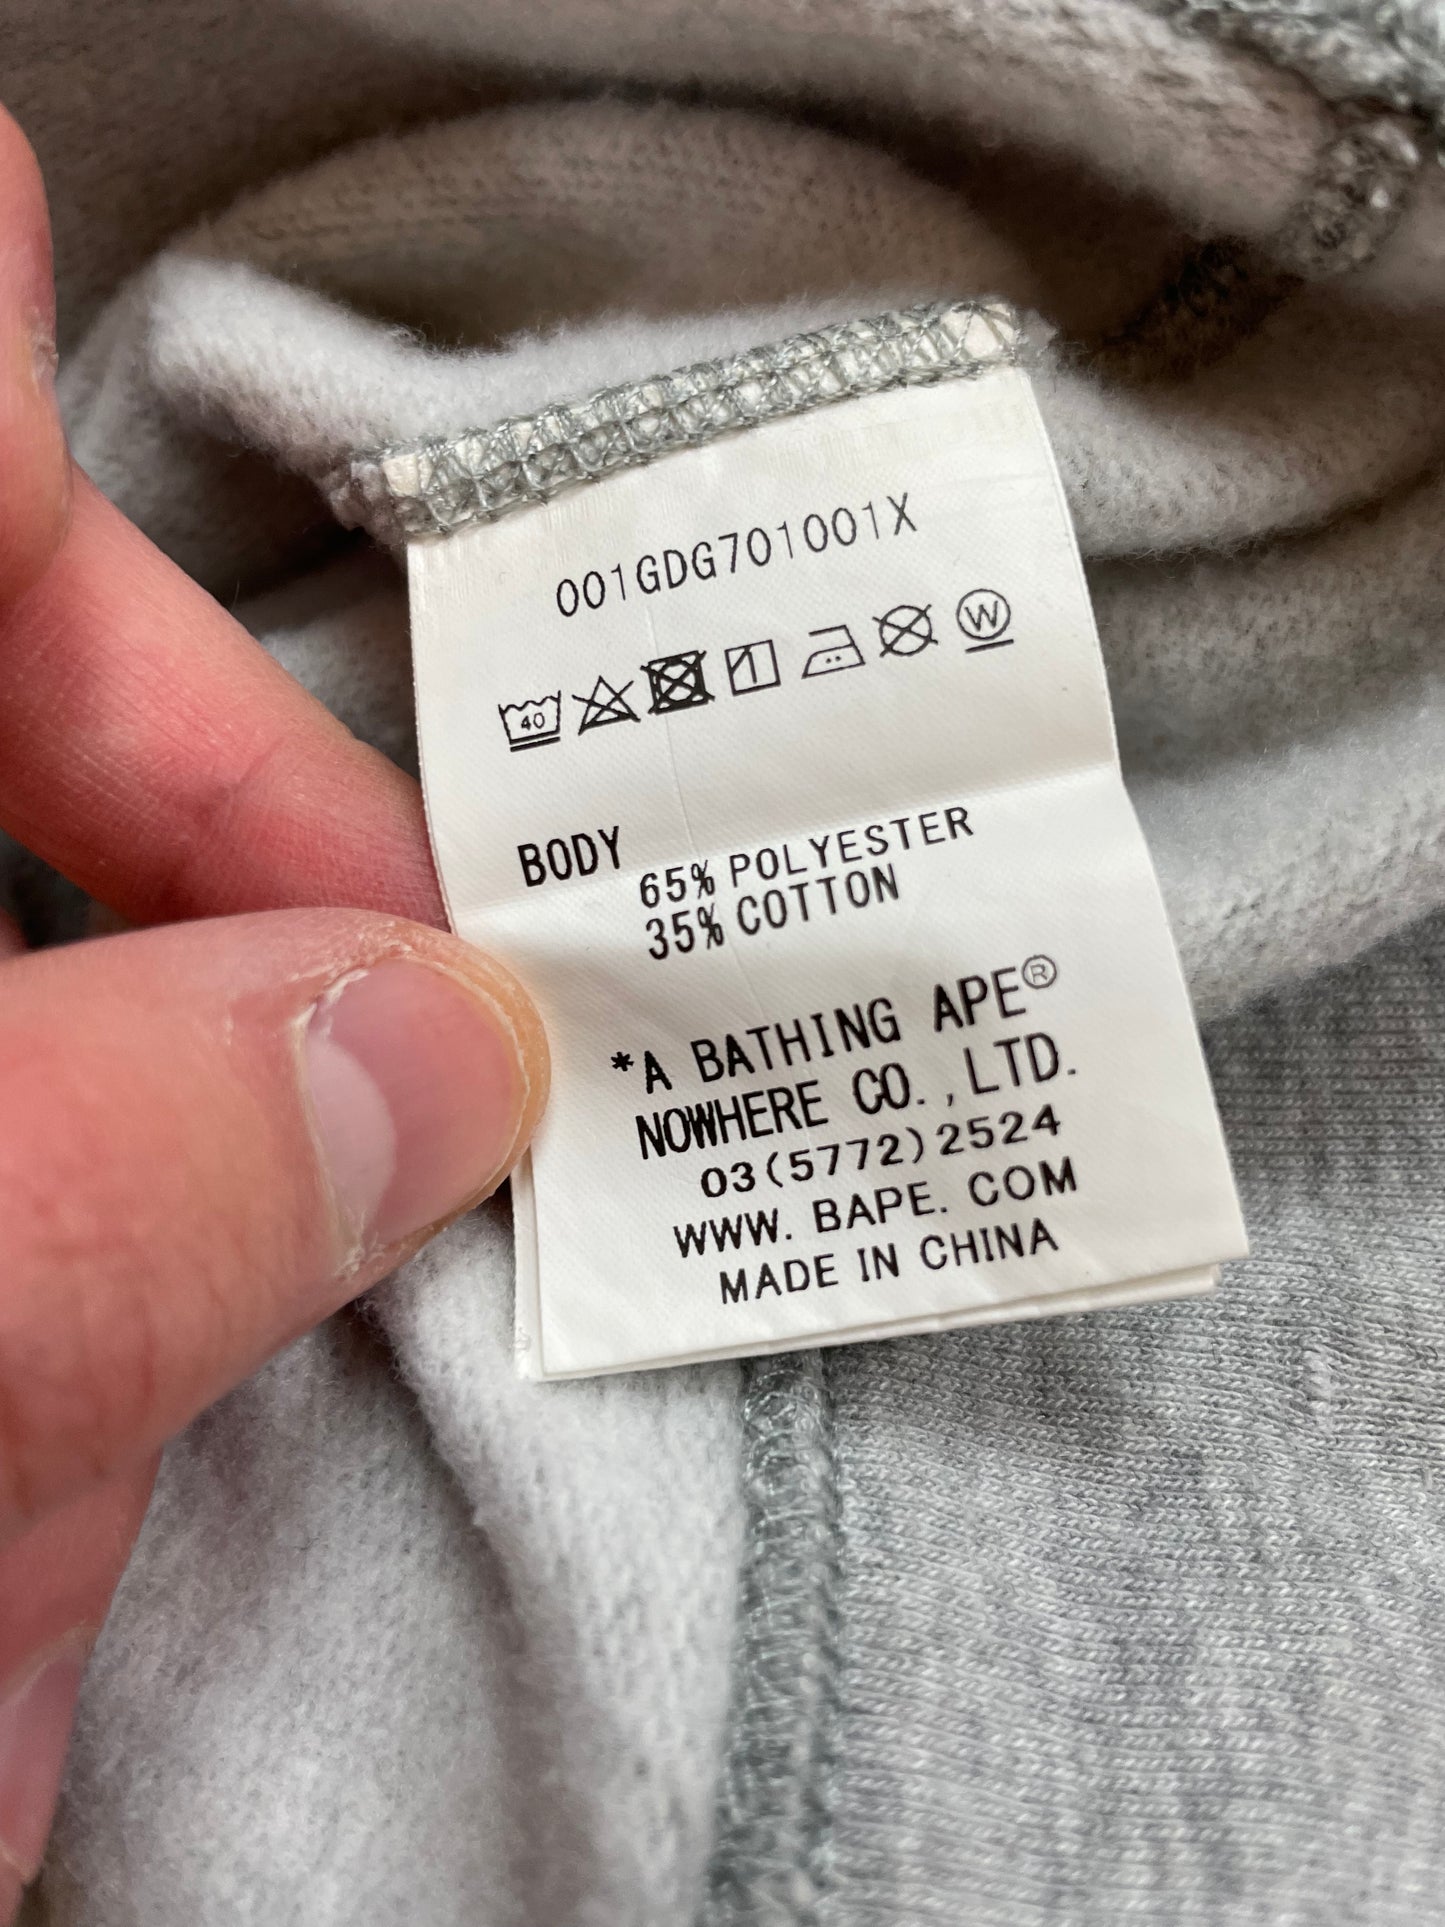 001GDG701001X
40 W
BODY
65% POLYESTER
35% COTTON
*A BATHING APE®
NOWHERE CO.,LTD.
03(5772)2524
WWW.BAPE.COM
MADE IN CHINA